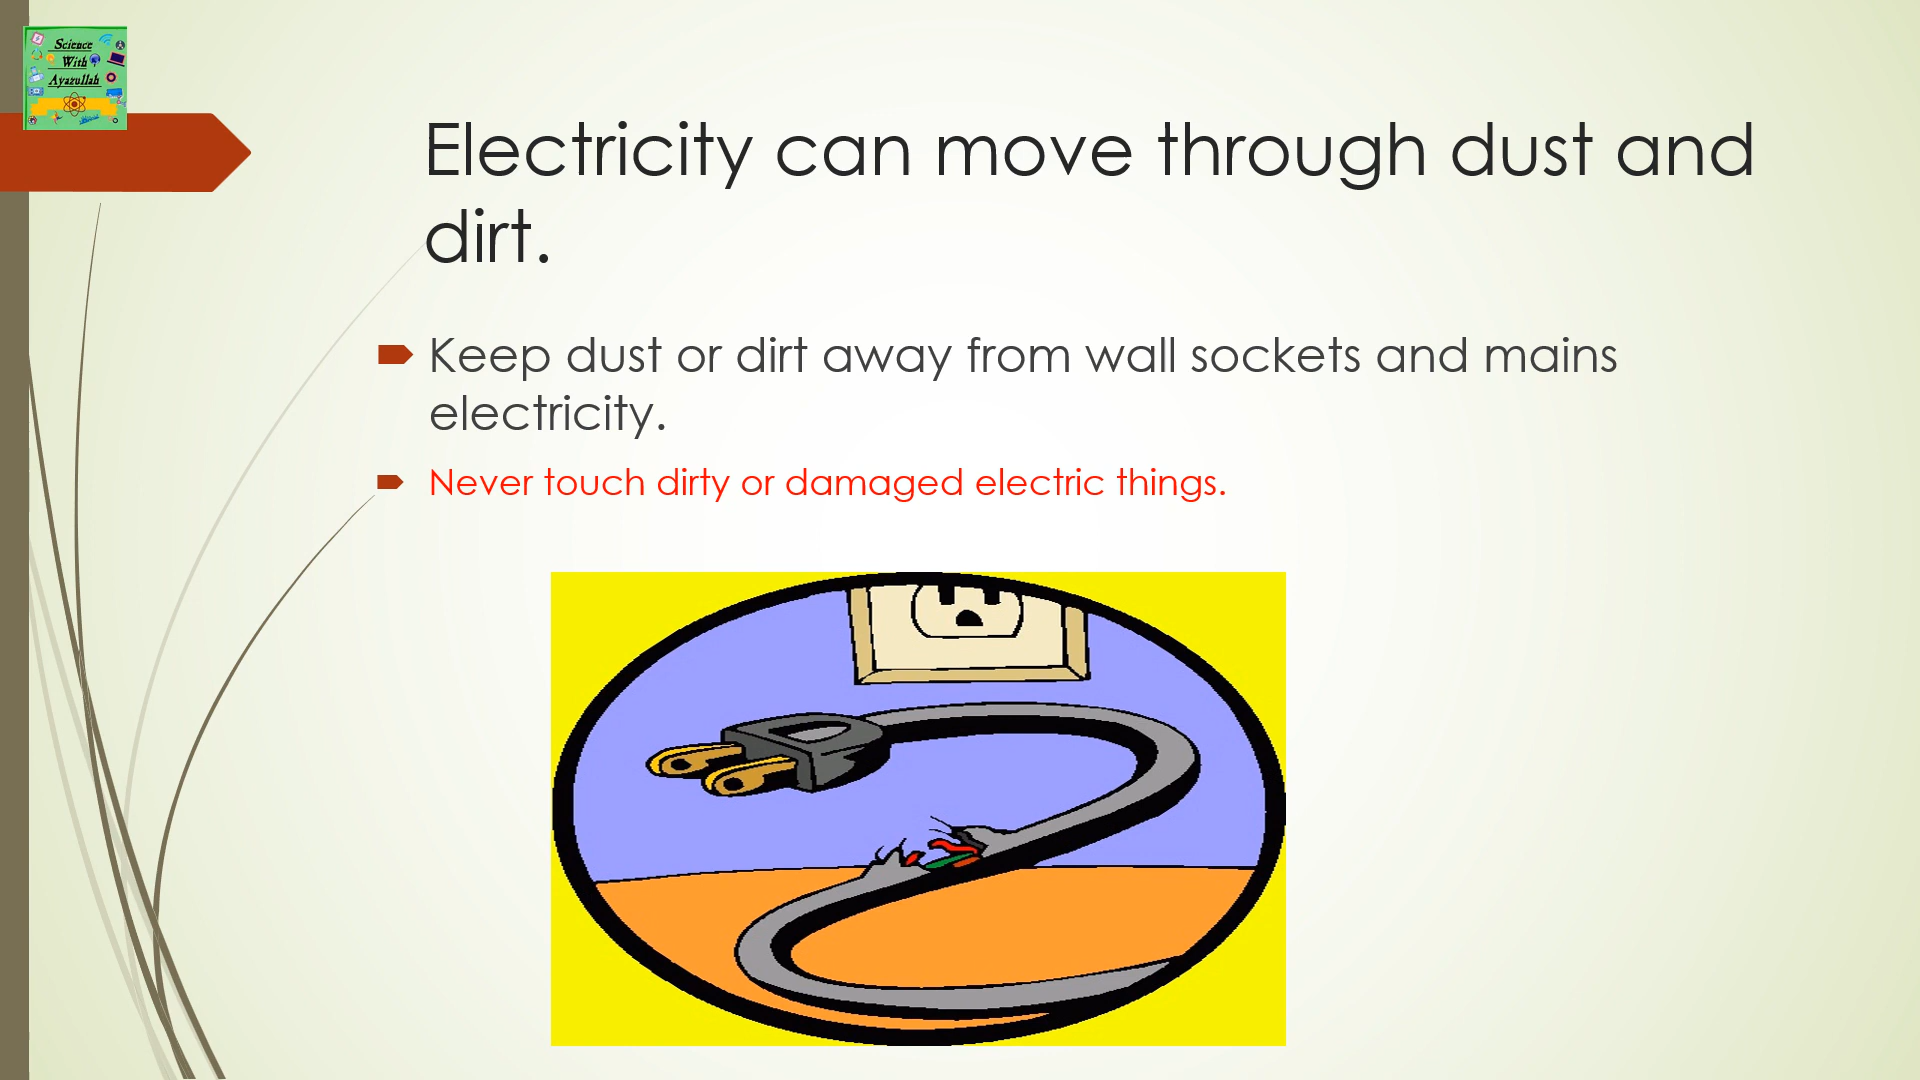 Science
With
Ayazullah
Electricity can move through dust and
dirt.
Keep dust or dirt away from wall sockets and mains
electricity.
Never touch dirty or damaged electric things.